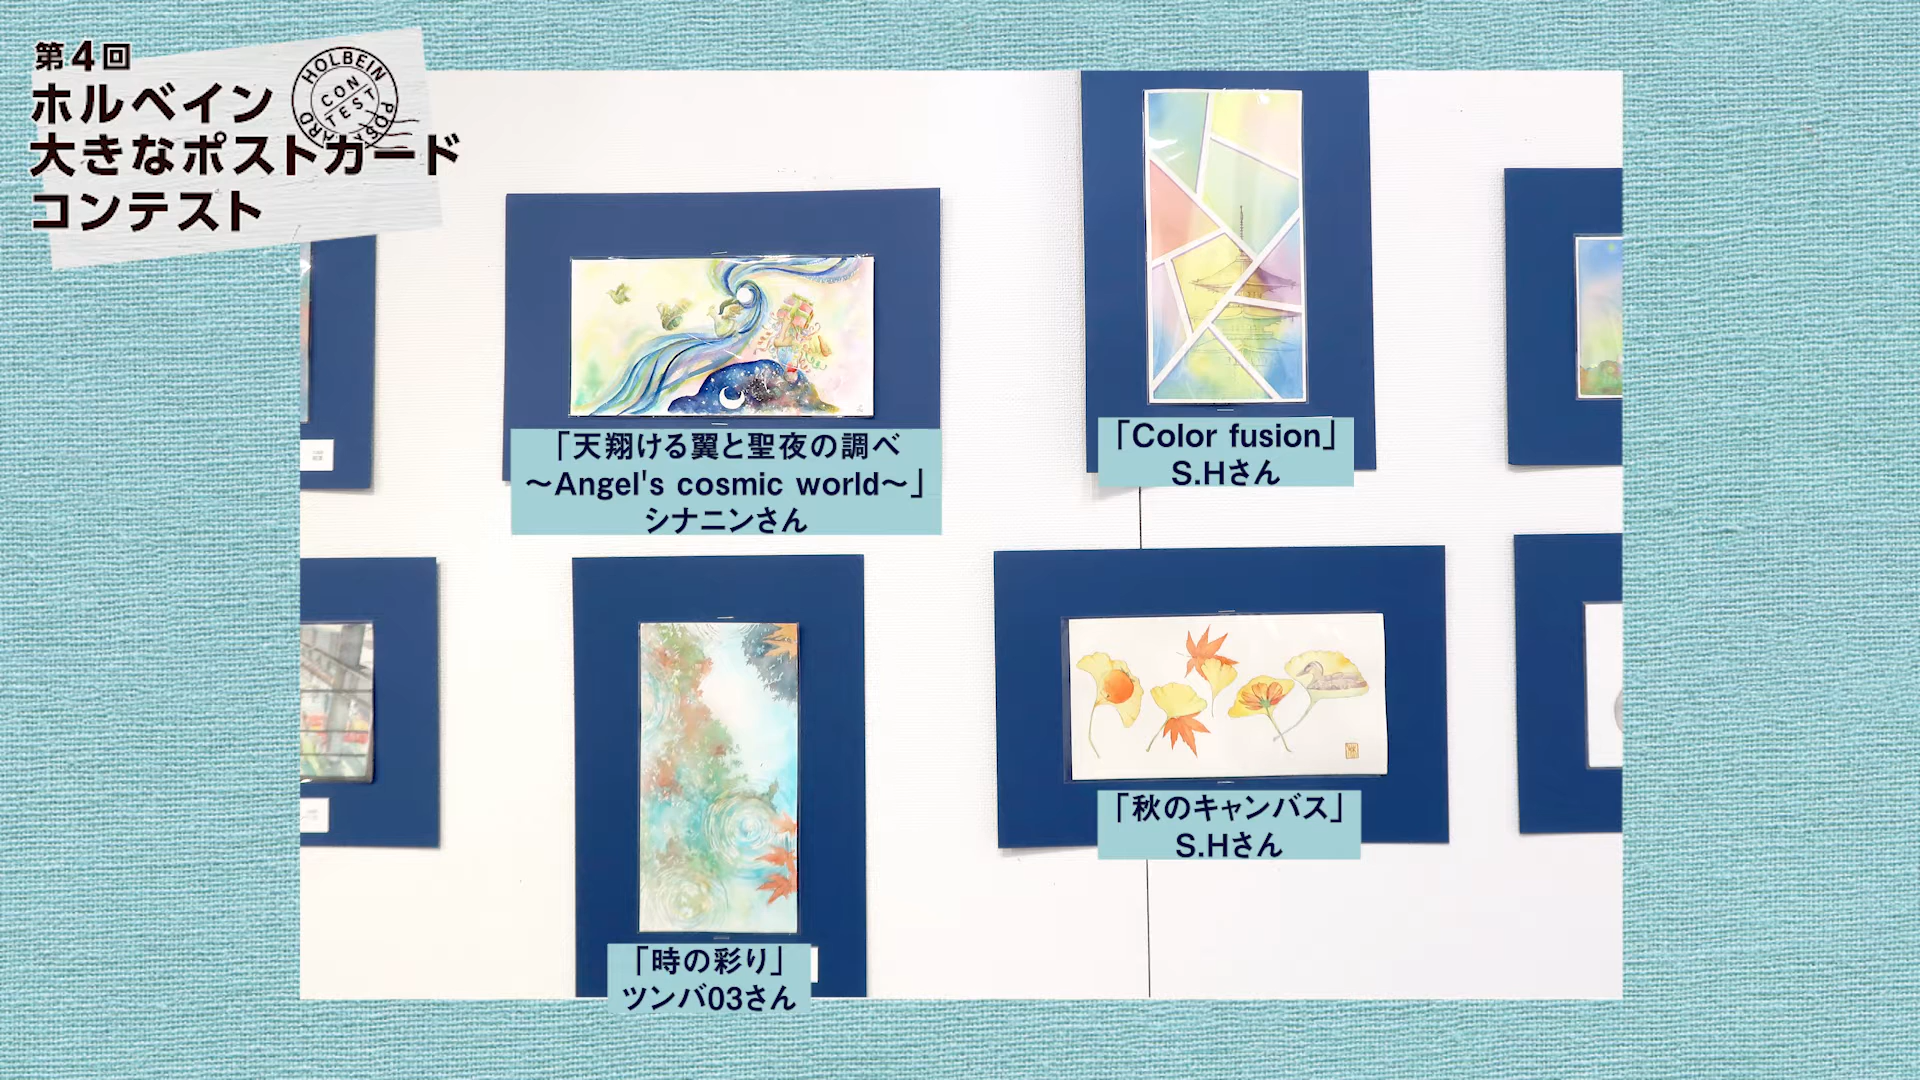 第4回
ホルベイン
大きなポストカード
コンテスト
HOLBEIN
CON
TEST
POSTCARD
「天翔ける翼と聖夜の調べ
～Angel's cosmic world～」
シナニンさん
「Color fusion」
S.Hさん
「時の彩り」
ツンバ03さん
「秋のキャンバス」
S.Hさん